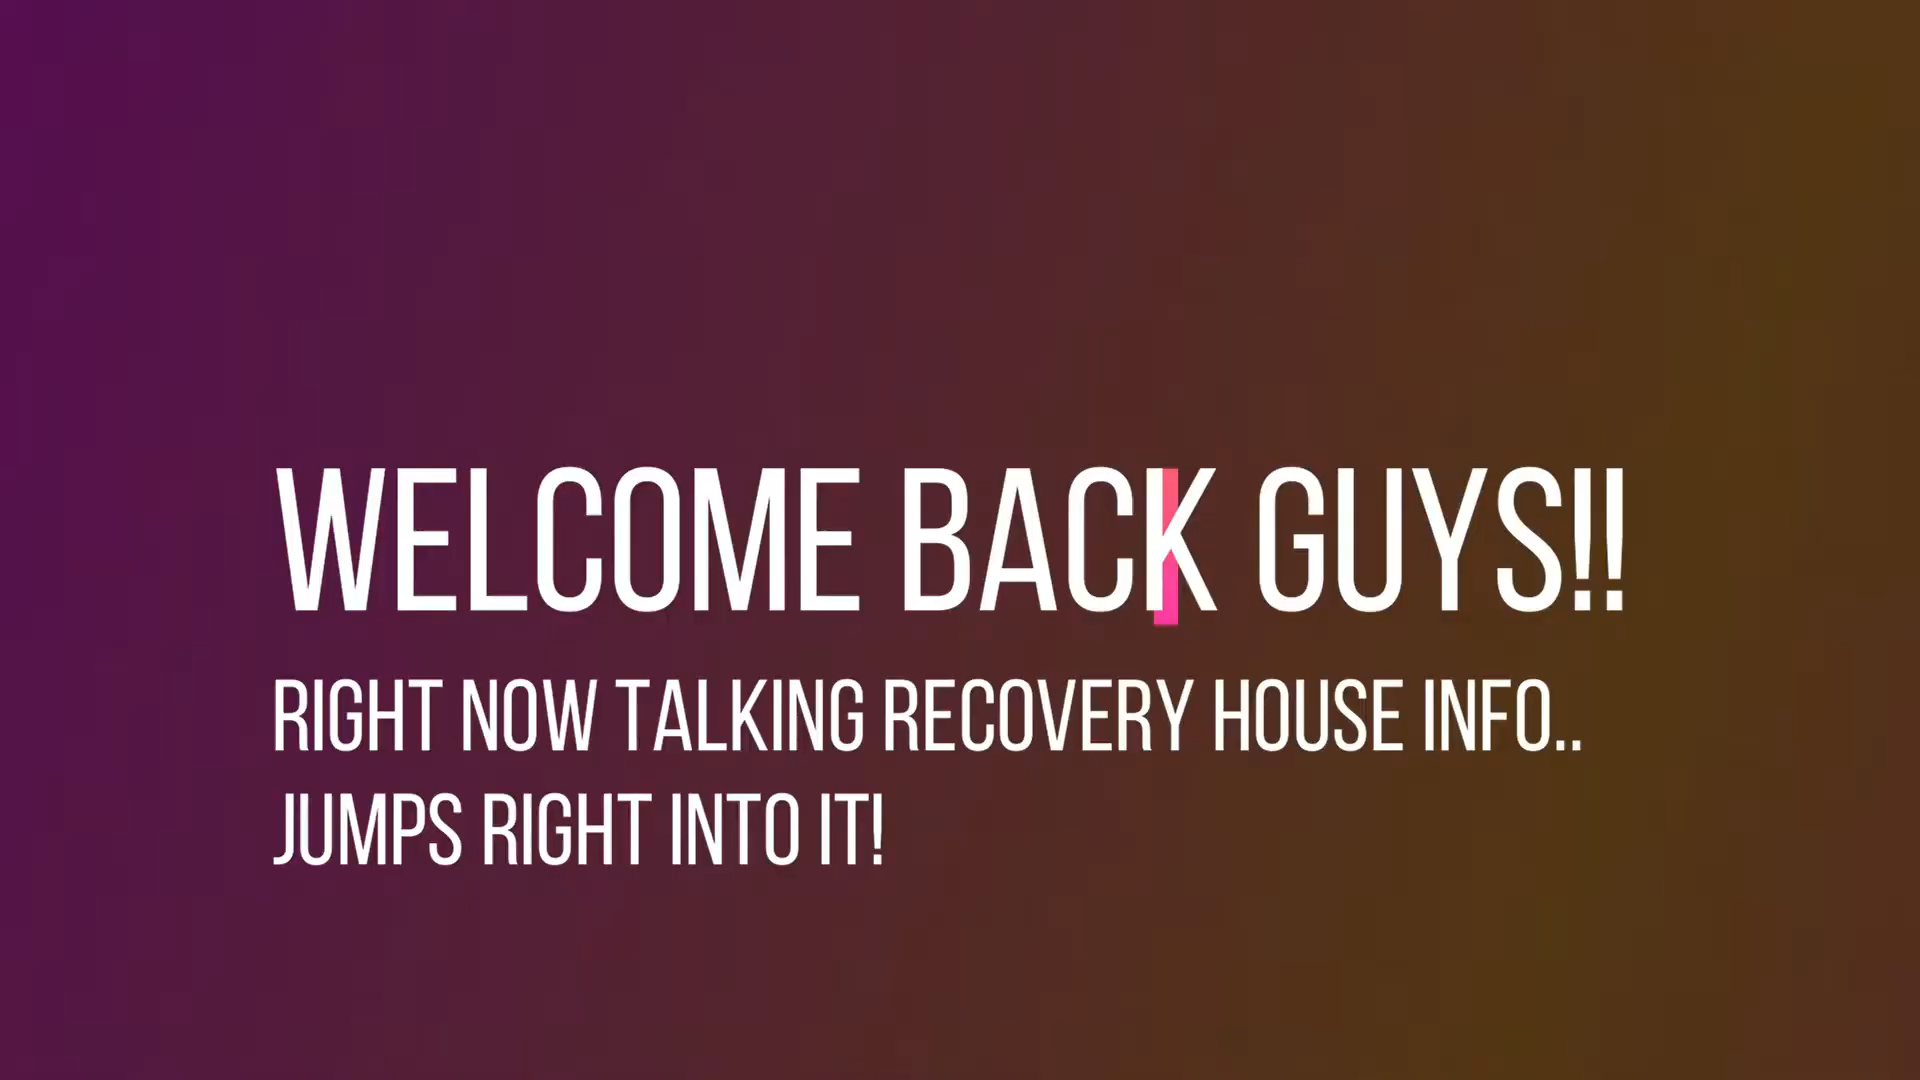 WELCOME BACK GUYS!!
RIGHT NOW TALKING RECOVERY HOUSE INFO..
JUMPS RIGHT INTO IT!